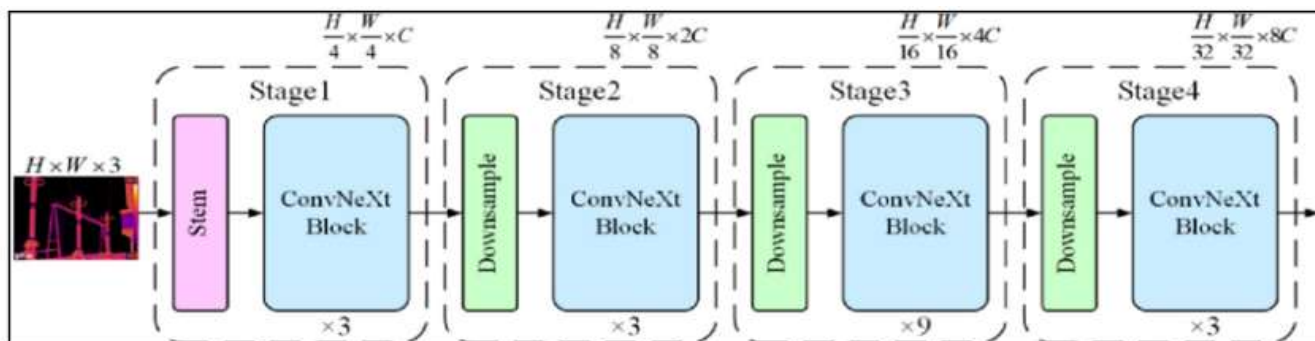 H/4 × W/4 × C
H/8 × W/8 × 2C
H/16 × W/16 × 4C
H/32 × W/32 × 8C
Stage1
Stage2
Stage3
Stage4
H × W × 3
Stem
ConvNeXt
Block
Downsample
ConvNeXt
Block
Downsample
ConvNeXt
Block
Downsample
ConvNeXt
Block
×3
×3
×9
×3